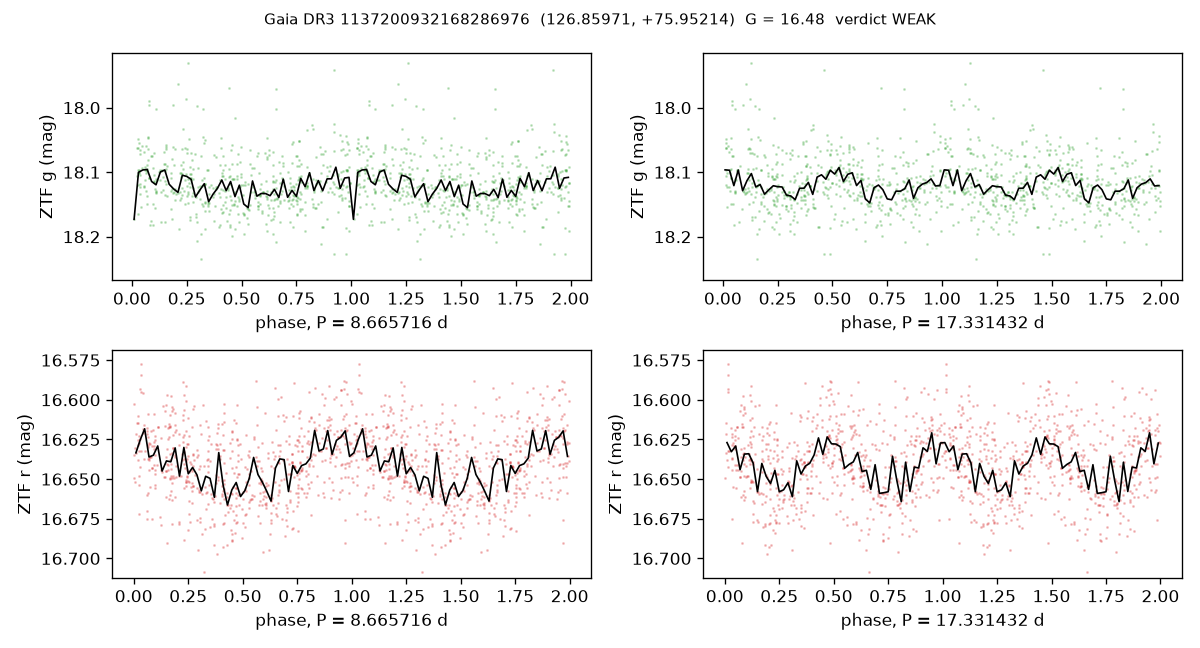 Gaia DR3 1137200932168286976  (126.85971, +75.95214)  G = 16.48  verdict WEAK
ZTF g (mag)
18.0
18.1
18.2
0.00 0.25 0.50 0.75 1.00 1.25 1.50 1.75 2.00
phase, P = 8.665716 d
ZTF g (mag)
18.0
18.1
18.2
0.00 0.25 0.50 0.75 1.00 1.25 1.50 1.75 2.00
phase, P = 17.331432 d
ZTF r (mag)
16.575
16.600
16.625
16.650
16.675
16.700
0.00 0.25 0.50 0.75 1.00 1.25 1.50 1.75 2.00
phase, P = 8.665716 d
ZTF r (mag)
16.575
16.600
16.625
16.650
16.675
16.700
0.00 0.25 0.50 0.75 1.00 1.25 1.50 1.75 2.00
phase, P = 17.331432 d